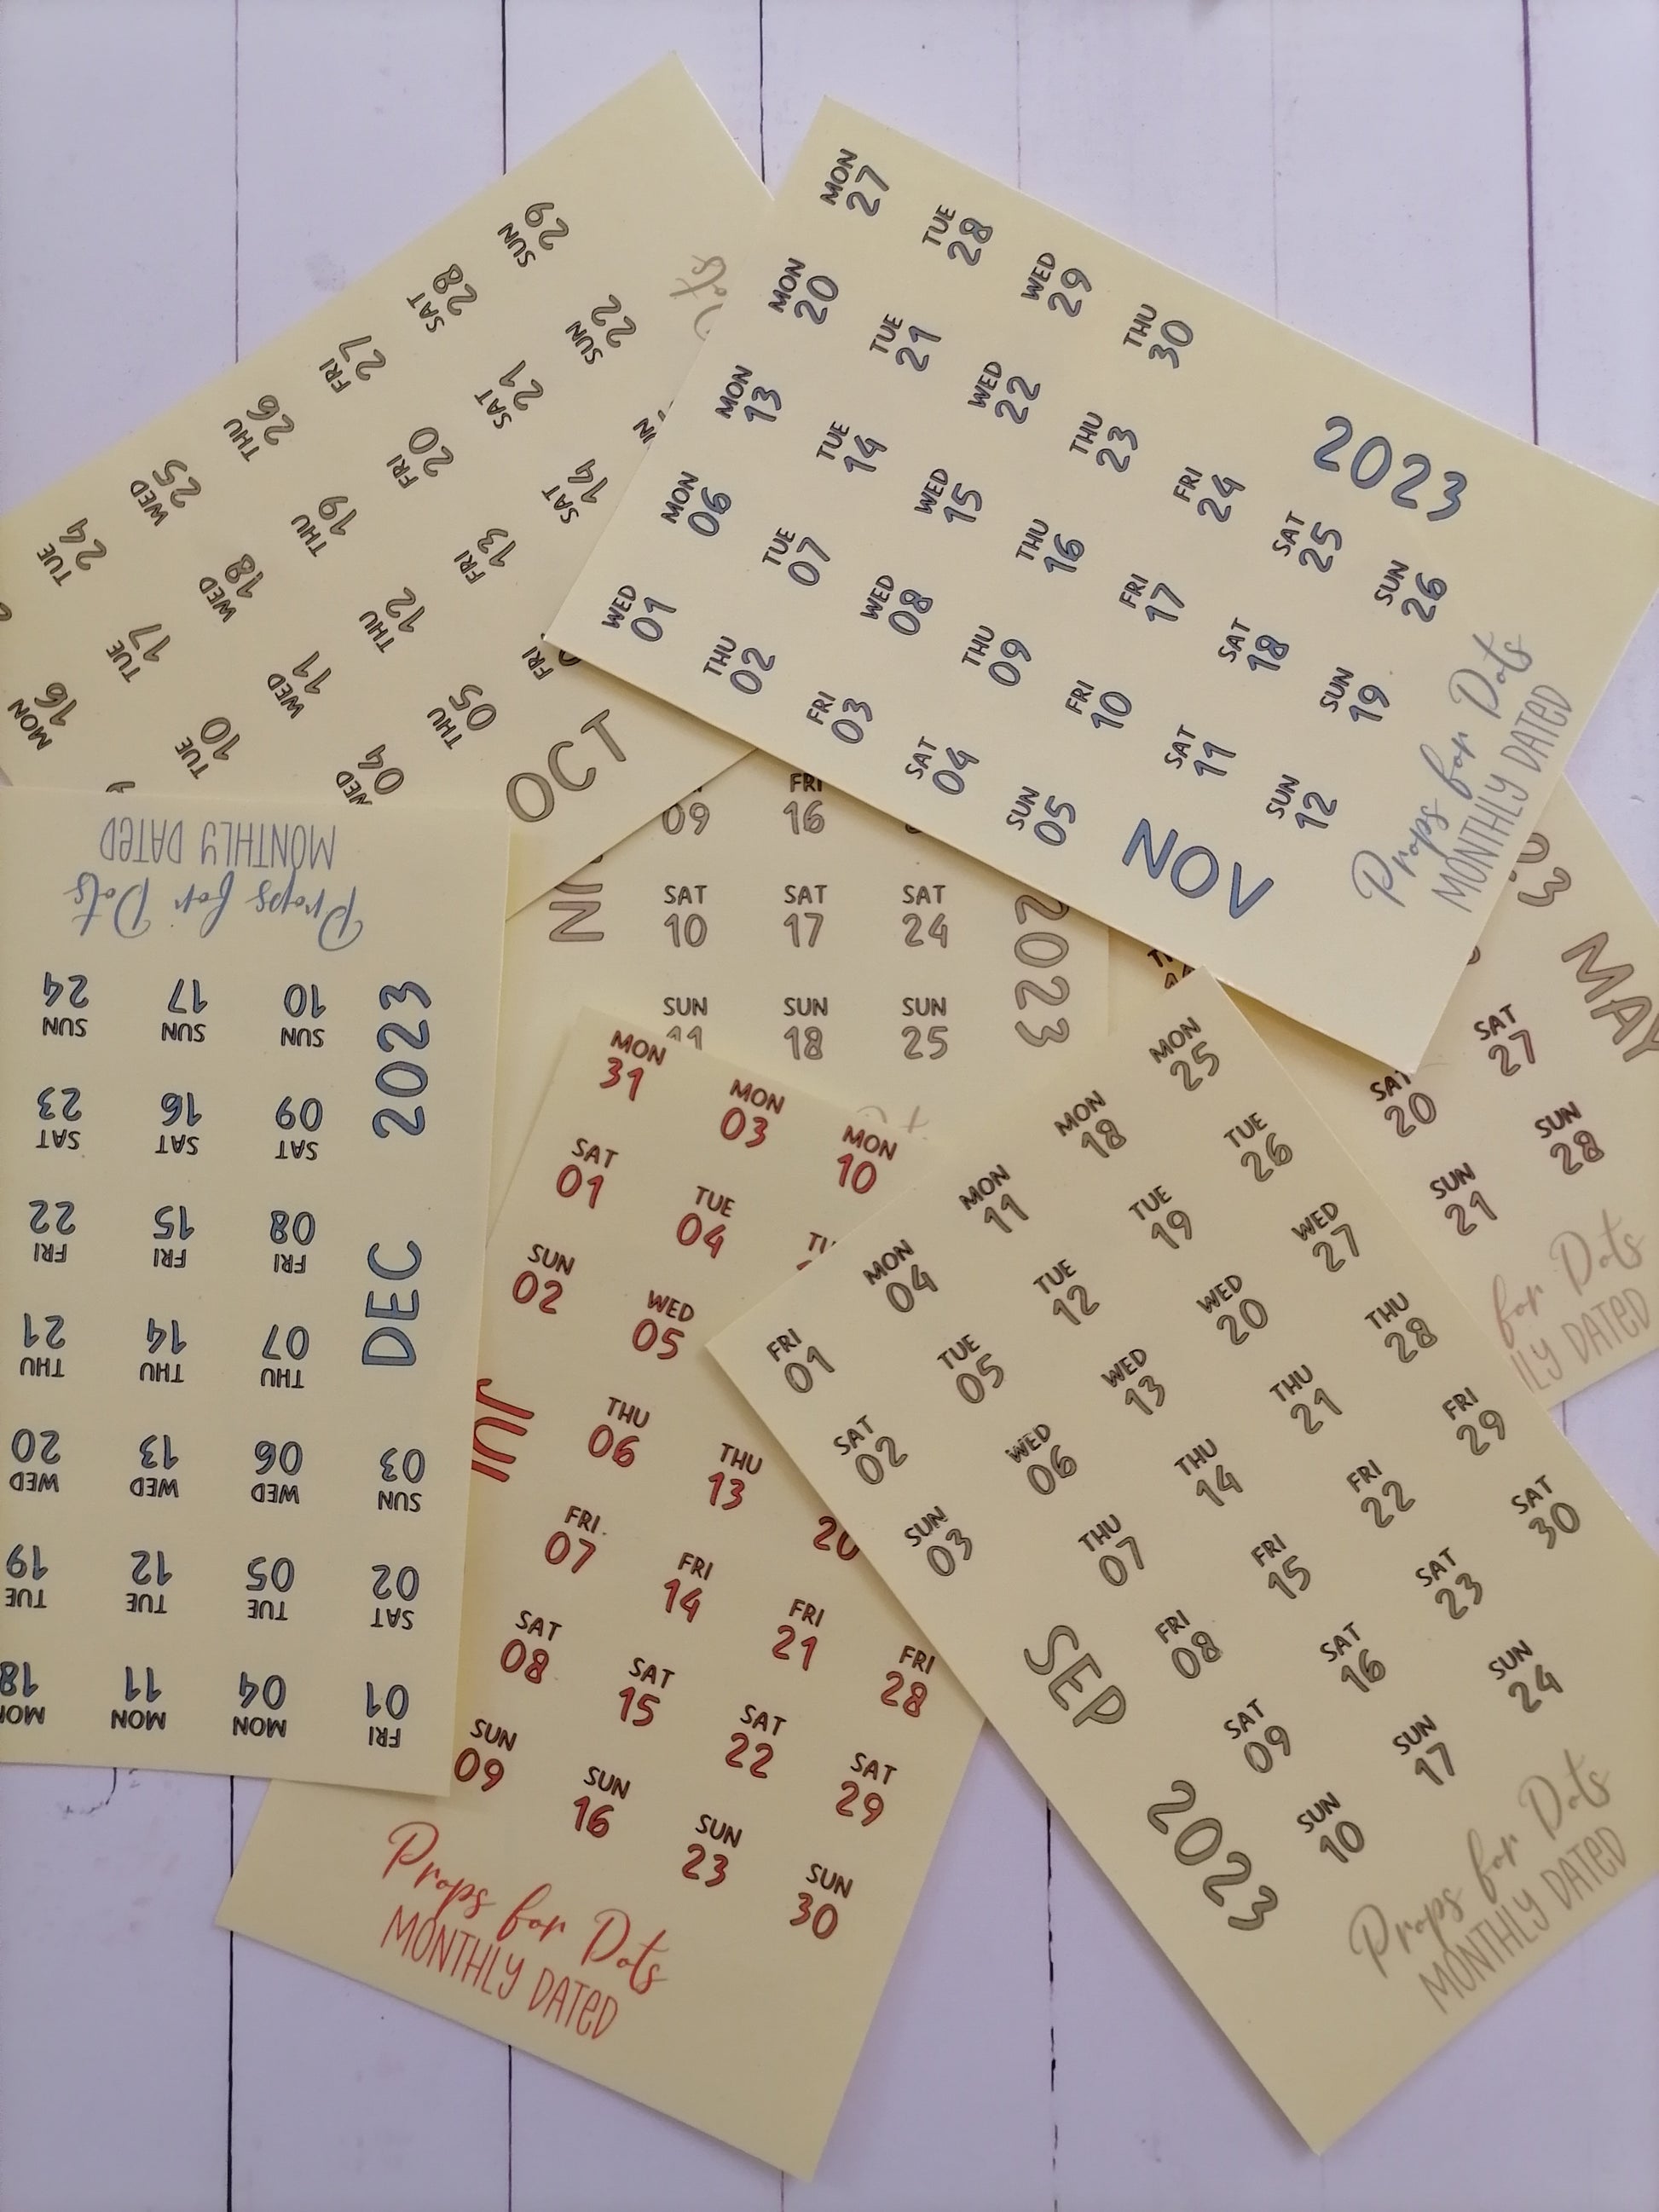 SUN 29
SAT 28
FRI 27
THU 26
WED 25
TUE 24
SUN 22
SAT 21
FRI 20
THU 19
WED 18
TUE 17
MON 16
SAT 14
FRI 13
THU 12
WED 11
TUE 10
FRI
THU 05
WED 04
OCT
Dots
MON 27
TUE 28
WED 29
THU 30
MON 20
TUE 21
WED 22
THU 23
FRI 24
SAT 25
SUN 26
MON 13
TUE 14
WED 15
THU 16
FRI 17
SAT 18
SUN 19
MON 06
TUE 07
WED 08
THU 09
FRI 10
SAT 11
SUN 12
WED 01
THU 02
FRI 03
SAT 04
SUN 05
NOV
2023
Props for Dots
MONTHLY DATED
09
FRI 16
SAT 10
SAT 17
SAT 24
SUN 11
SUN 18
SUN 25
2023
MAY
SAT 20
SAT 27
SUN 21
SUN 28
for Dots
DATED
FRI 01
SAT 02
SUN 03
DEC
2023
MON 04
TUE 05
WED 06
THU 07
FRI 08
SAT 09
SUN 10
MON 11
TUE 12
WED 13
THU 14
FRI 15
SAT 16
SUN 17
MON 18
TUE 19
WED 20
THU 21
FRI 22
SAT 23
SUN 24
Props for Dots
MONTHLY DATED
MON 31
MON 03
MON 10
SAT 01
TUE 04
SUN 02
WED 05
JUL
THU 06
THU 13
20
FRI 07
FRI 14
FRI 21
FRI 28
SAT 08
SAT 15
SAT 22
SAT 29
SUN 09
SUN 16
SUN 23
SUN 30
Props for Dots
MONTHLY DATED
MON 04
MON 11
MON 18
MON 25
FRI 01
TUE 05
TUE 12
TUE 19
TUE 26
SAT 02
WED 06
WED 13
WED 20
WED 27
SUN 03
THU 07
THU 14
THU 21
THU 28
SEP
FRI 08
FRI 15
FRI 22
FRI 29
SAT 09
SAT 16
SAT 23
SAT 30
2023
SUN 10
SUN 17
SUN 24
Props for Dots
MONTHLY DATED